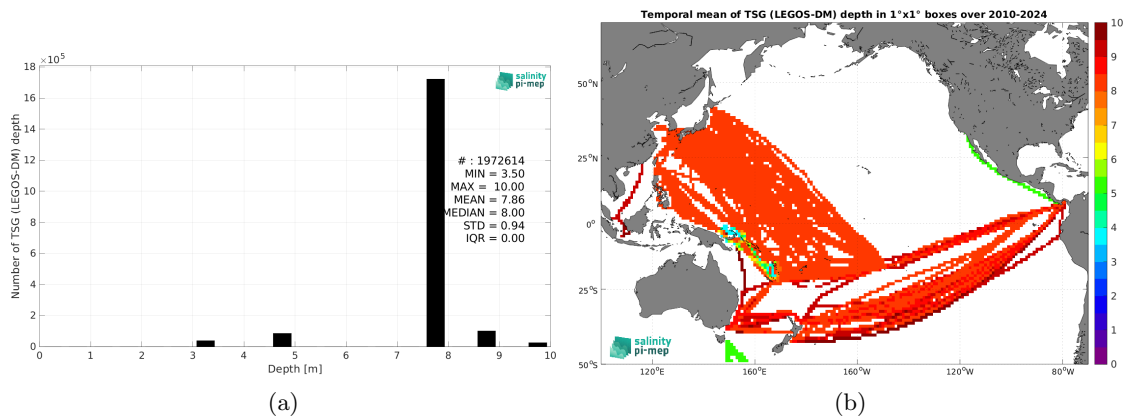 ×10⁵
18
16
14
12
10
8
6
4
2
0
Number of TSG (LEGOS-DM) depth
salinity
pi-mep
# : 1972614
MIN = 3.50
MAX = 10.00
MEAN = 7.86
MEDIAN = 8.00
STD = 0.94
IQR = 0.00
0 1 2 3 4 5 6 7 8 9 10
Depth [m]
(a)
Temporal mean of TSG (LEGOS-DM) depth in 1°x1° boxes over 2010-2024
50°N
25°N
0°
25°S
50°S
120°E 160°E 160°W 120°W 80°W
salinity
pi-mep
10
9
8
7
6
5
4
3
2
1
0
(b)